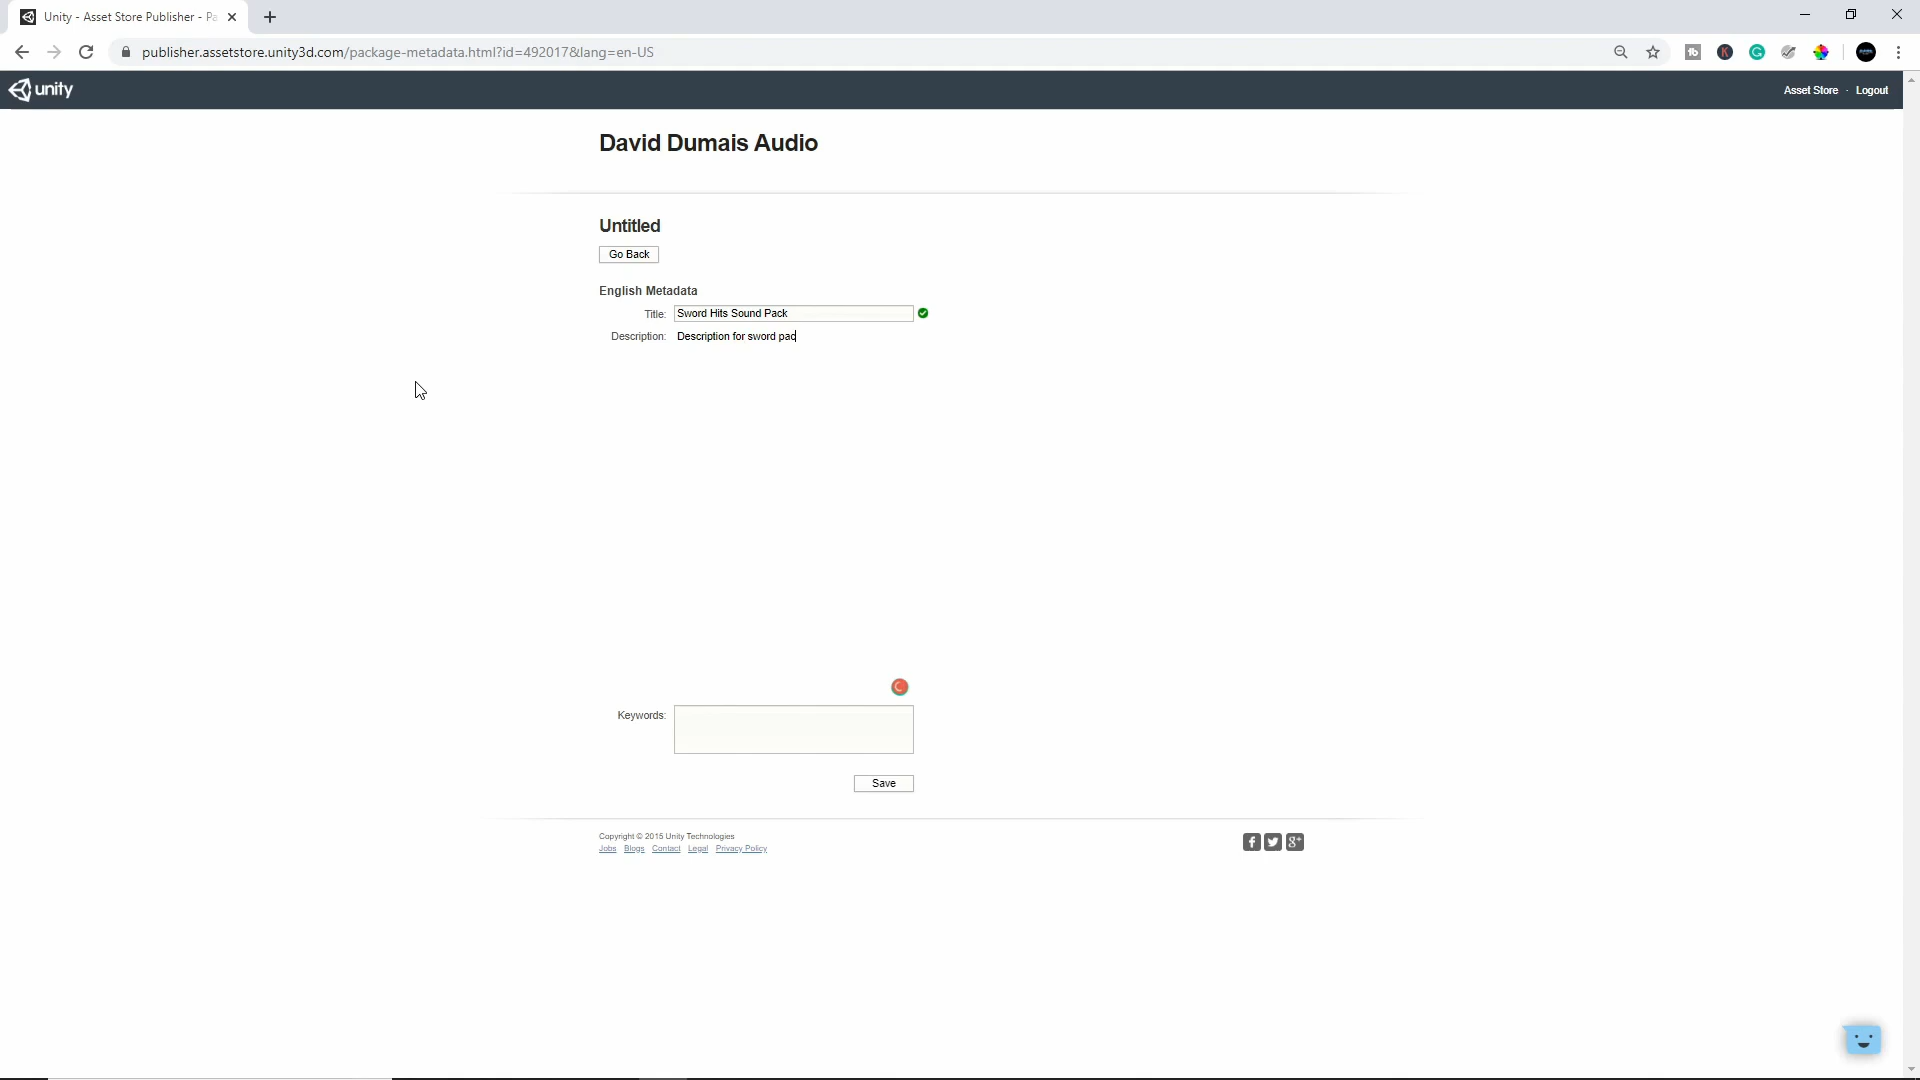 Unity - Asset Store Publisher - Pa
publisher.assetstore.unity3d.com/package-metadata.html?id=492017&lang=en-US
unity
Asset Store · Logout
David Dumais Audio
Untitled
Go Back
English Metadata
Title: Sword Hits Sound Pack
Description: Description for sword pac
Keywords:
Save
Copyright © 2015 Unity Technologies
Jobs Blogs Contact Legal Privacy Policy